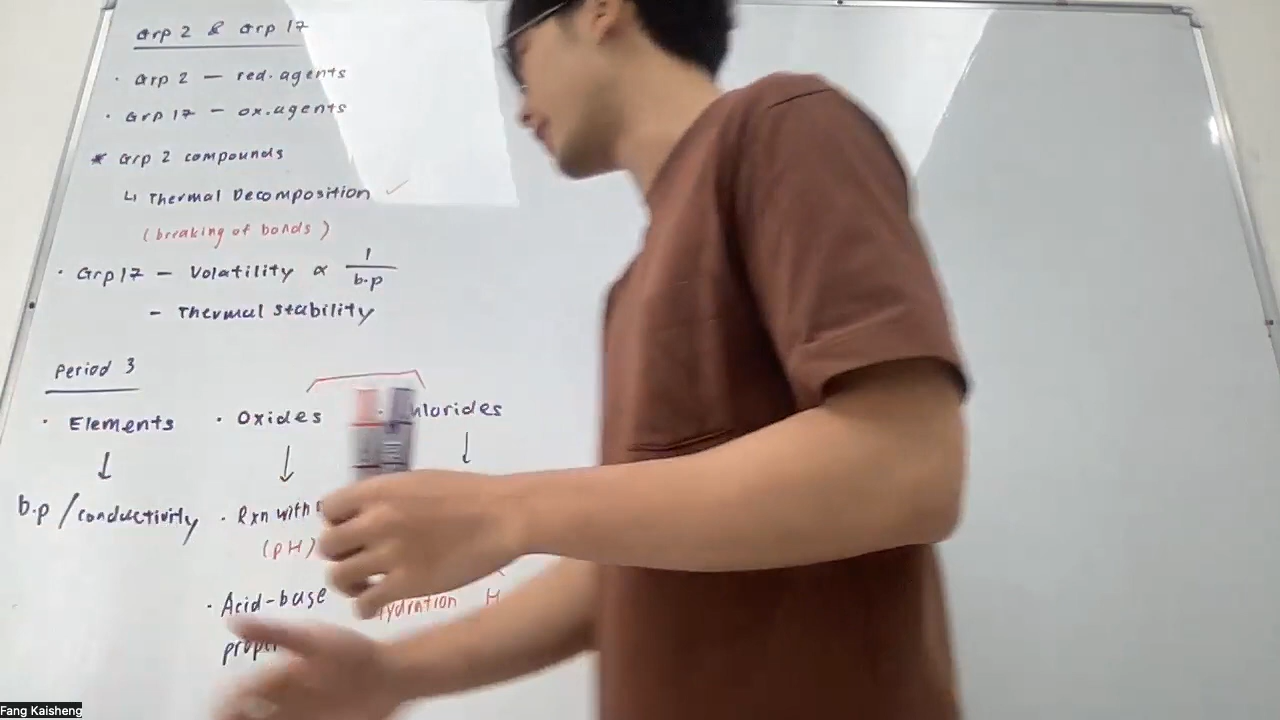 Grp 2 & Grp 17
· Grp 2 — red. agents
· Grp 17 — ox. agents
* Grp 2 compounds
↳ Thermal Decomposition ✓
(breaking of bonds)
· Grp 17 — Volatility ∝ 1/b.p
— Thermal stability
Period 3
· Elements · Oxides · Chlorides
↓ ↓ ↓
b.p / conductivity · Rxn with
(pH)
· Acid-base H
Fang Kaisheng